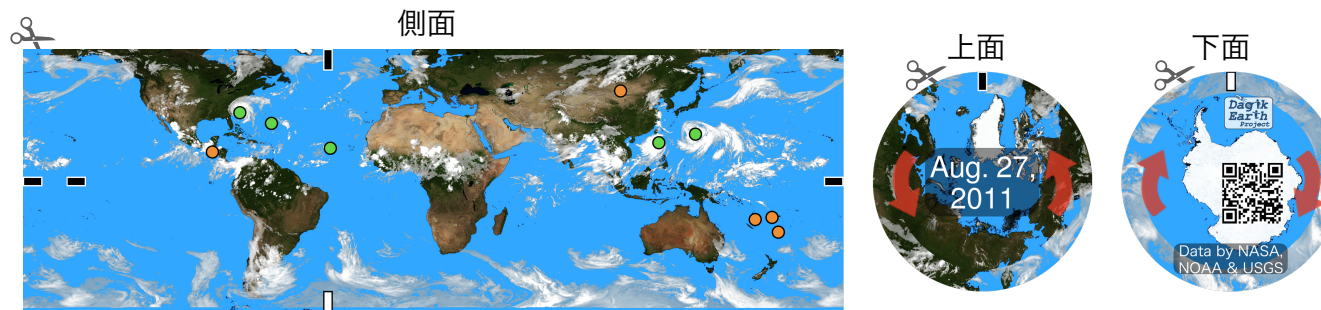 側面
上面
下面
Aug. 27,
2011
Dagik
Earth
Project
Data by NASA,
NOAA & USGS